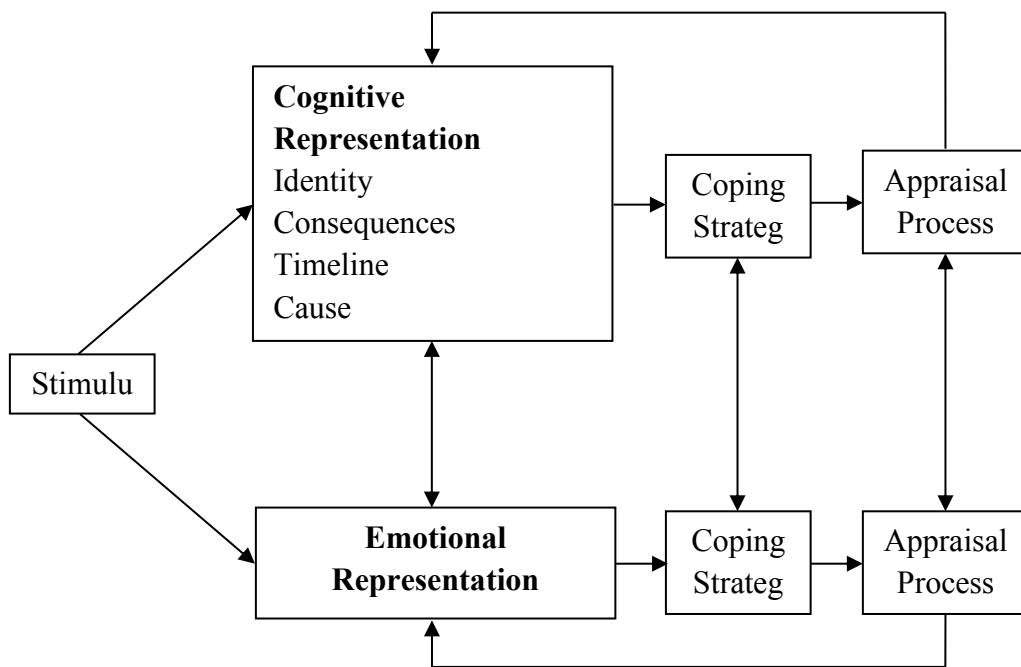 Cognitive
Representation
Identity
Consequences
Timeline
Cause
Coping
Strateg
Appraisal
Process
Stimulu
Emotional
Representation
Coping
Strateg
Appraisal
Process